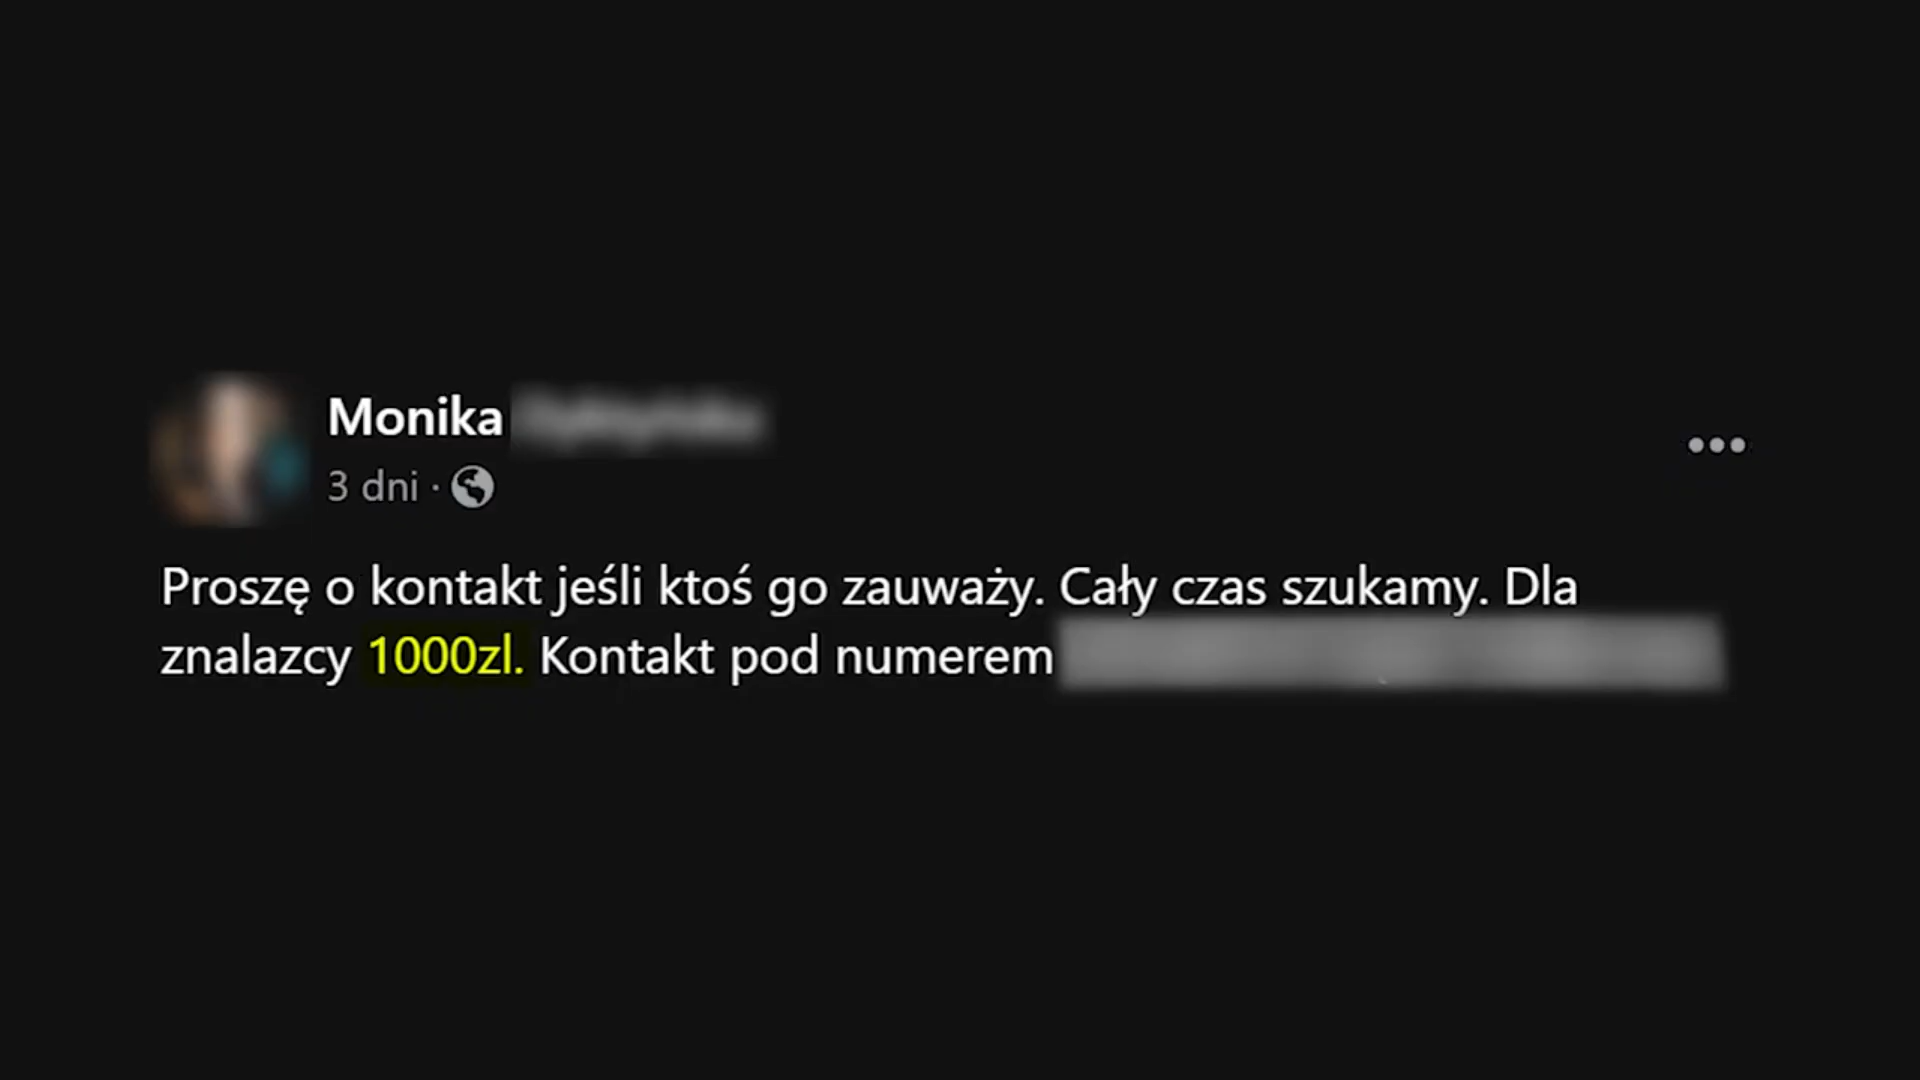 Monika
3 dni ·
Proszę o kontakt jeśli ktoś go zauważy. Cały czas szukamy. Dla
znalazcy 1000zl. Kontakt pod numerem